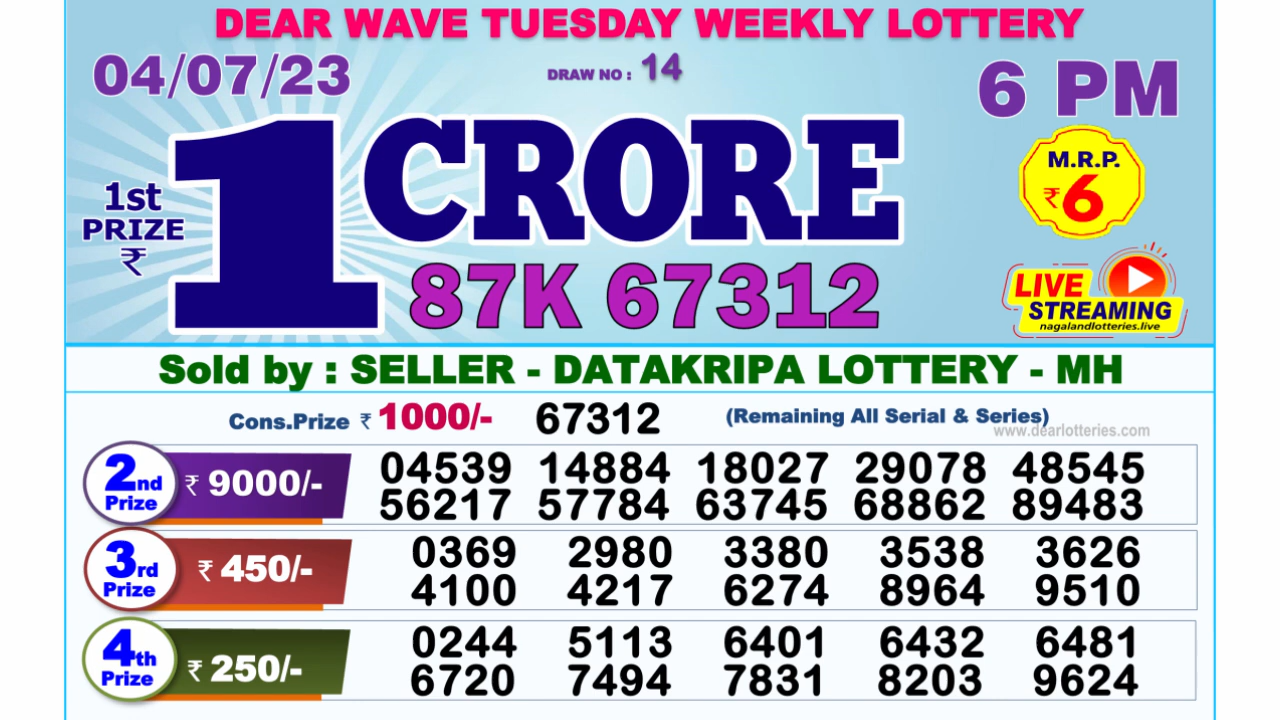 DEAR WAVE TUESDAY WEEKLY LOTTERY
04/07/23
DRAW NO : 14
6 PM
1st
PRIZE
₹
1 CRORE
87K 67312
M.R.P.
₹6
LIVE
STREAMING
nagalandlotteries.live
Sold by : SELLER - DATAKRIPA LOTTERY - MH
Cons.Prize ₹ 1000/- 67312 (Remaining All Serial & Series)
www.dearlotteries.com
2nd Prize ₹ 9000/-
04539 14884 18027 29078 48545
56217 57784 63745 68862 89483
3rd Prize ₹ 450/-
0369 2980 3380 3538 3626
4100 4217 6274 8964 9510
4th Prize ₹ 250/-
0244 5113 6401 6432 6481
6720 7494 7831 8203 9624